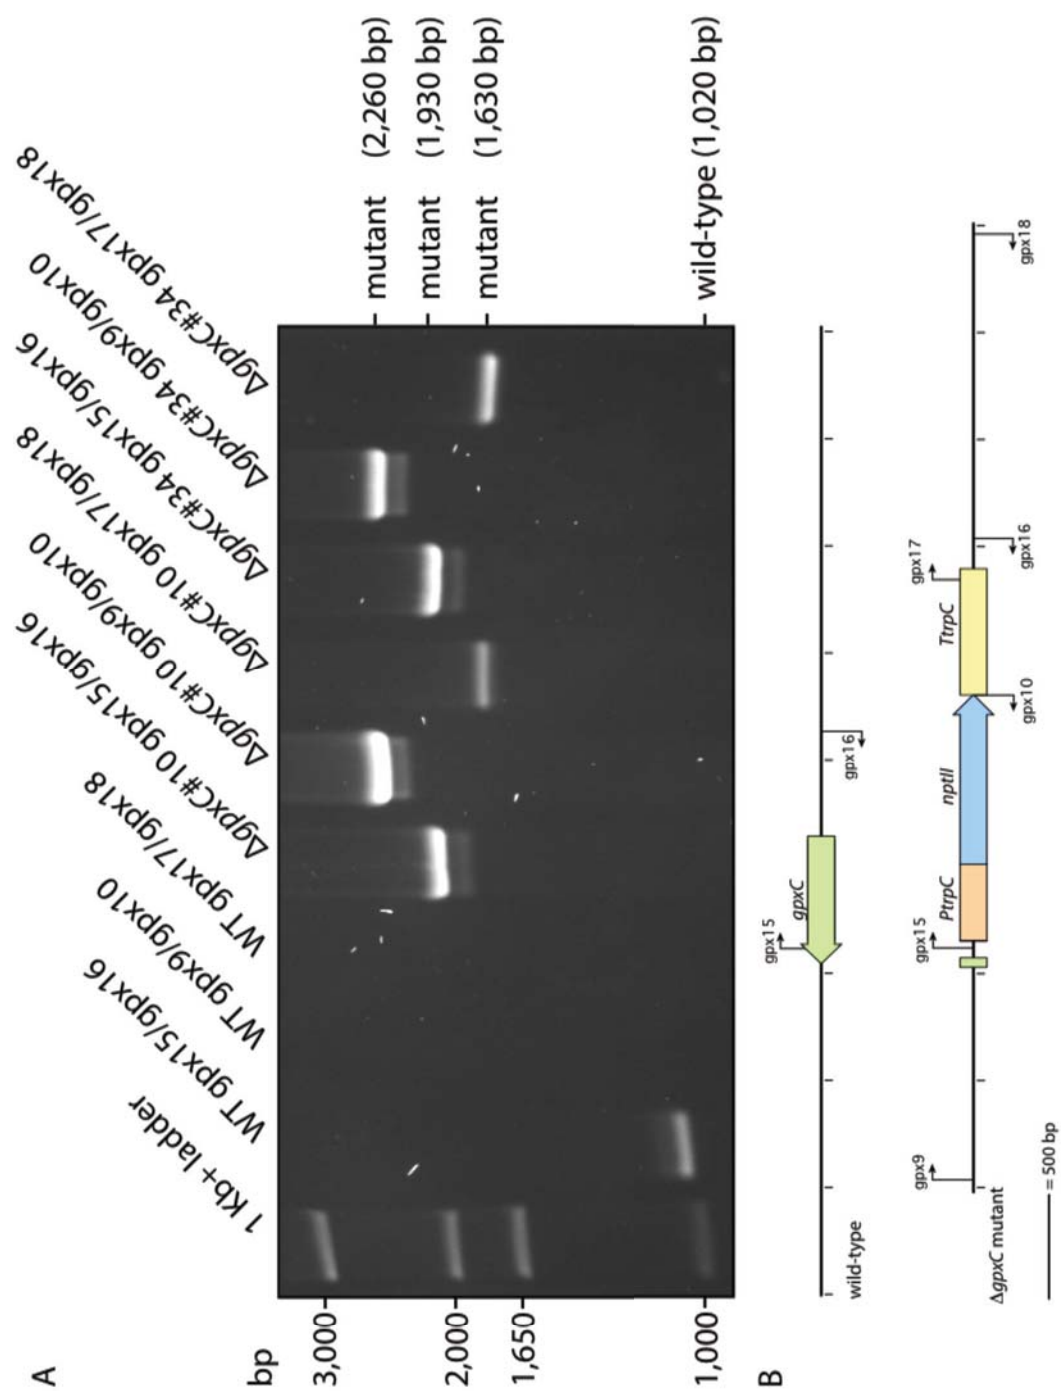 A
1 Kb+ ladder
WT gpx15/gpx16
WT gpx9/gpx10
WT gpx17/gpx18
ΔgpxC#10 gpx15/gpx16
ΔgpxC#10 gpx9/gpx10
ΔgpxC#10 gpx17/gpx18
ΔgpxC#34 gpx15/gpx16
ΔgpxC#34 gpx9/gpx10
ΔgpxC#34 gpx17/gpx18
bp
3,000
2,000
1,650
1,000
mutant (2,260 bp)
mutant (1,930 bp)
mutant (1,630 bp)
wild-type (1,020 bp)
B
gpx15
gpxC
gpx16
wild-type
gpx9
gpx15
PtrpC
nptII
TtrpC
gpx17
gpx10
gpx16
gpx18
ΔgpxC mutant
= 500 bp